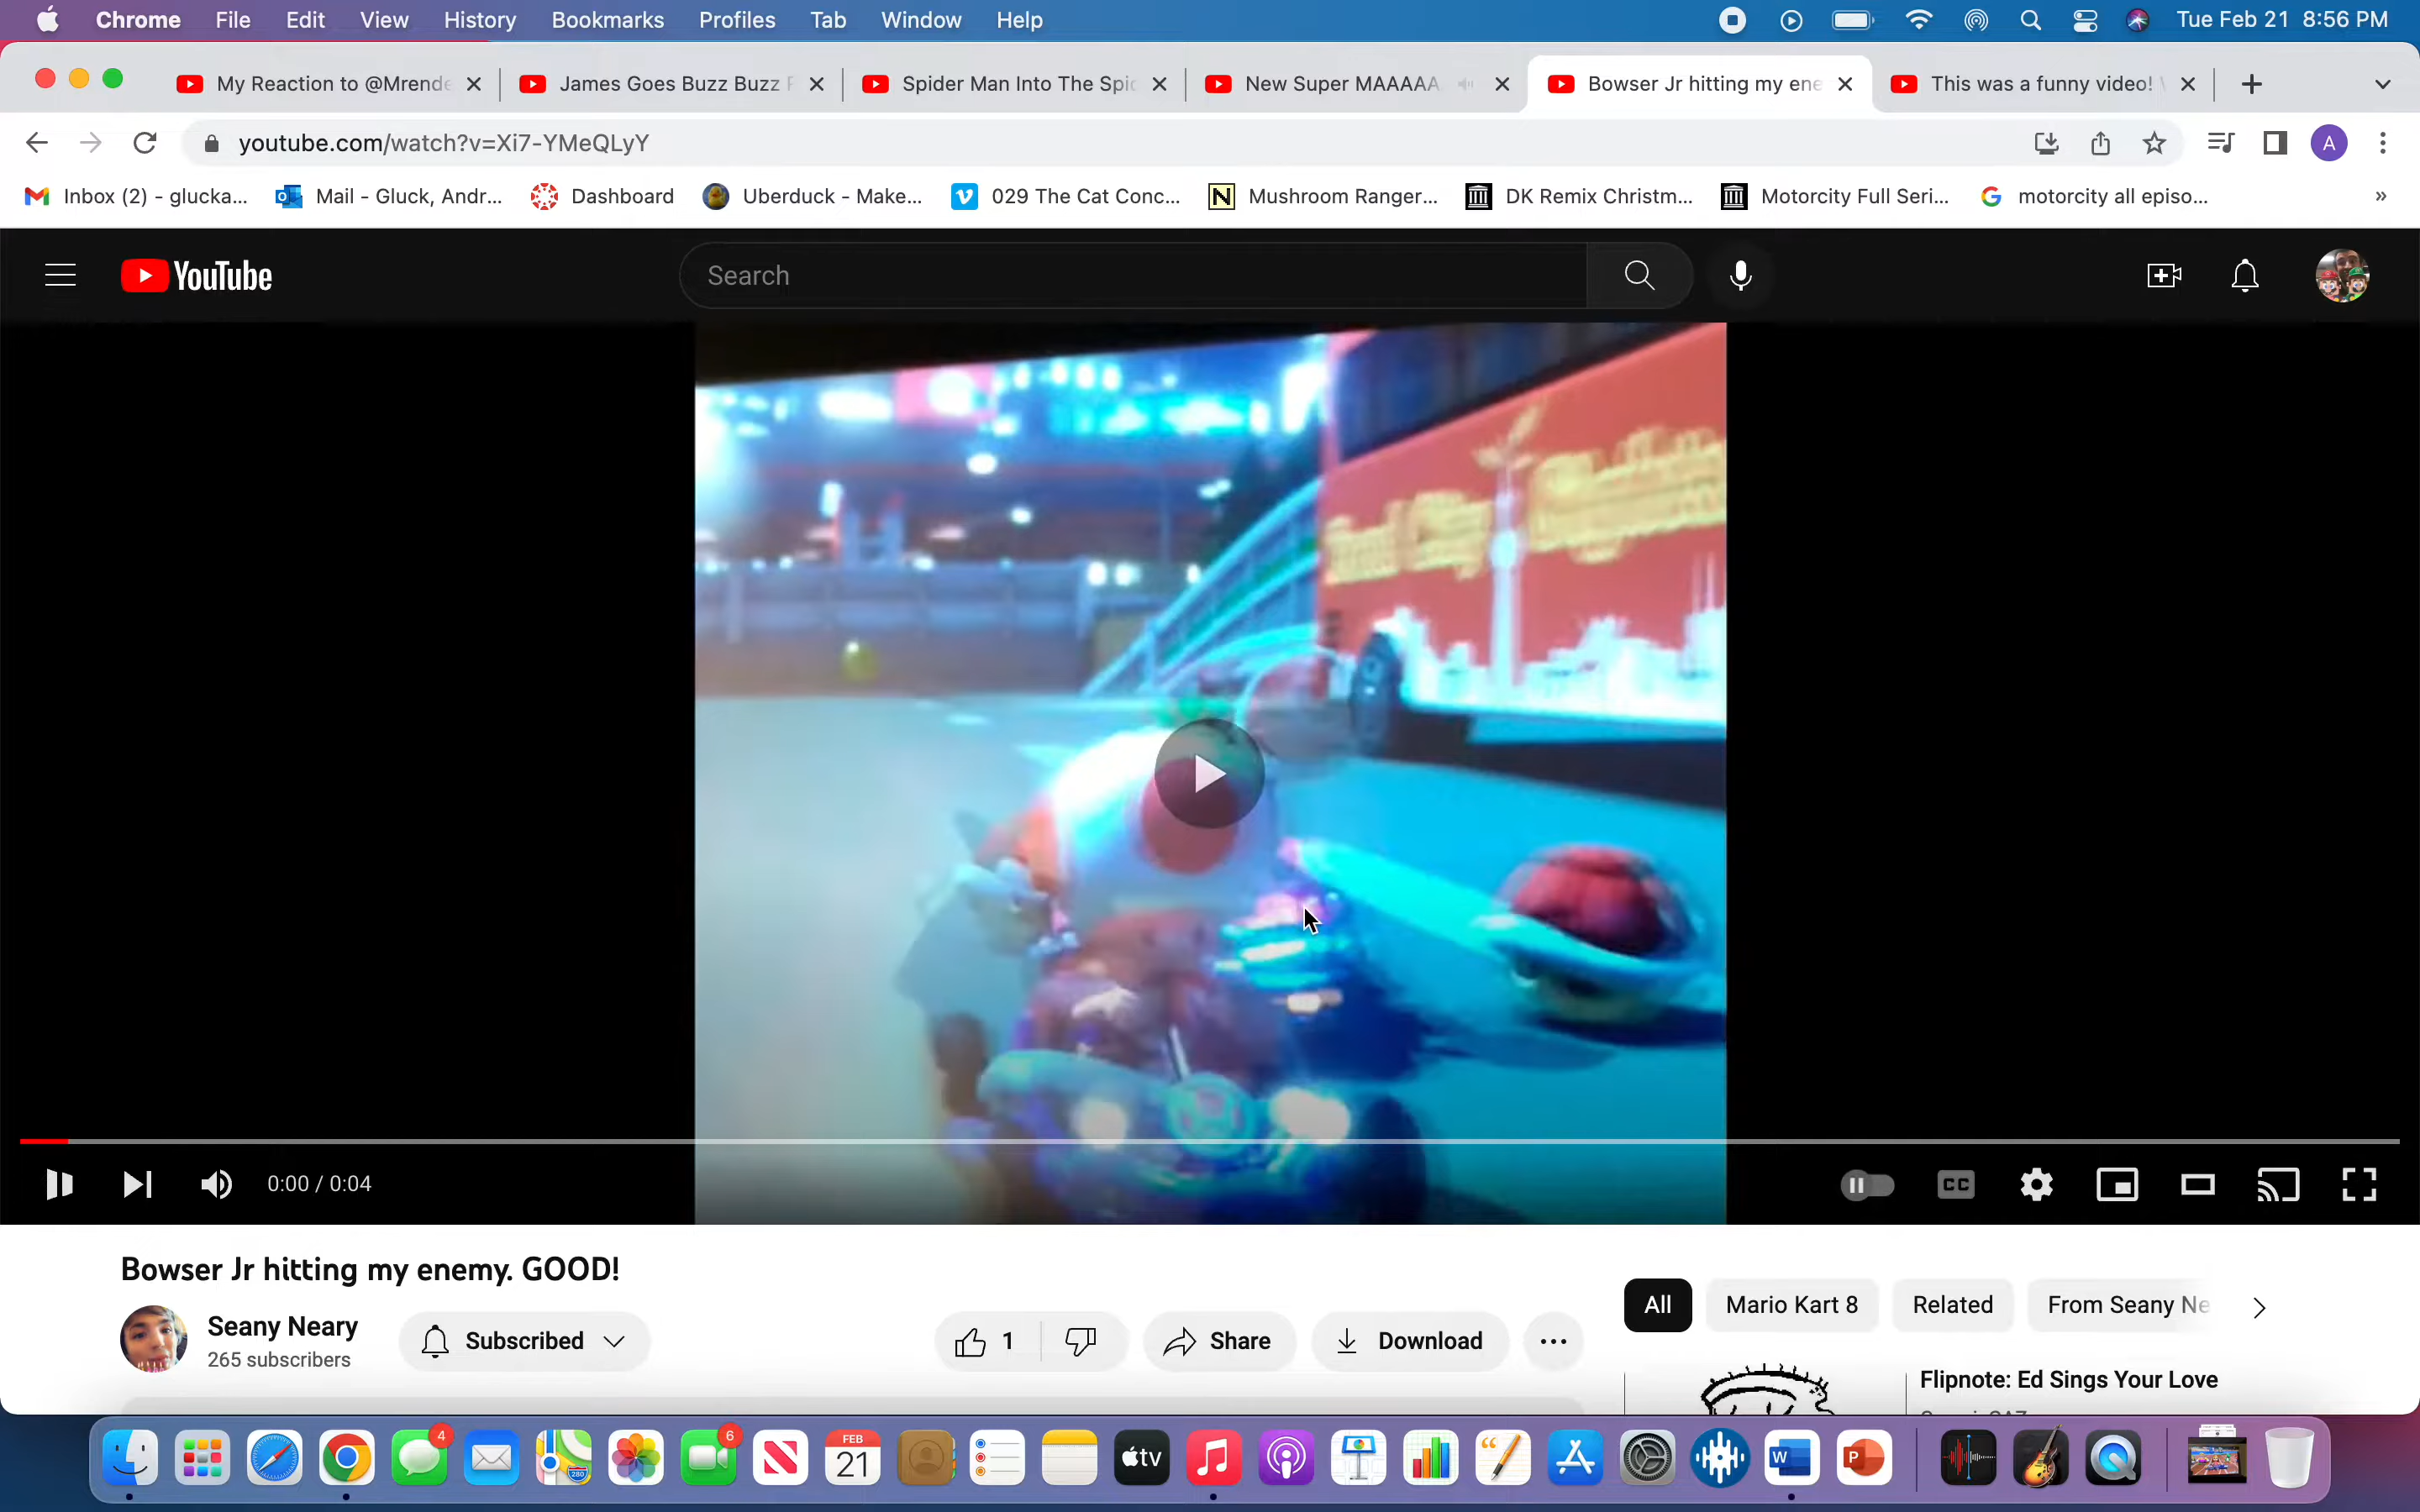 Chrome File Edit View History Bookmarks Profiles Tab Window Help Tue Feb 21 8:56 PM
My Reaction to @Mrende James Goes Buzz Buzz Spider Man Into The Spi New Super MAAAAA Bowser Jr hitting my ene This was a funny video!
youtube.com/watch?v=Xi7-YMeQLyY A
Inbox (2) - glucka... Mail - Gluck, Andr... Dashboard Uberduck - Make... 029 The Cat Conc... Mushroom Ranger... DK Remix Christm... Motorcity Full Seri... motorcity all episo... »
YouTube Search
0:00 / 0:04 CC
Bowser Jr hitting my enemy. GOOD!
All Mario Kart 8 Related From Seany Ne
Seany Neary
265 subscribers
Subscribed 1 Share Download
Flipnote: Ed Sings Your Love
4 6 FEB 21 tv 280 W P